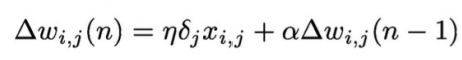 Δw_{i,j}(n) = ηδ_j x_{i,j} + αΔw_{i,j}(n − 1)